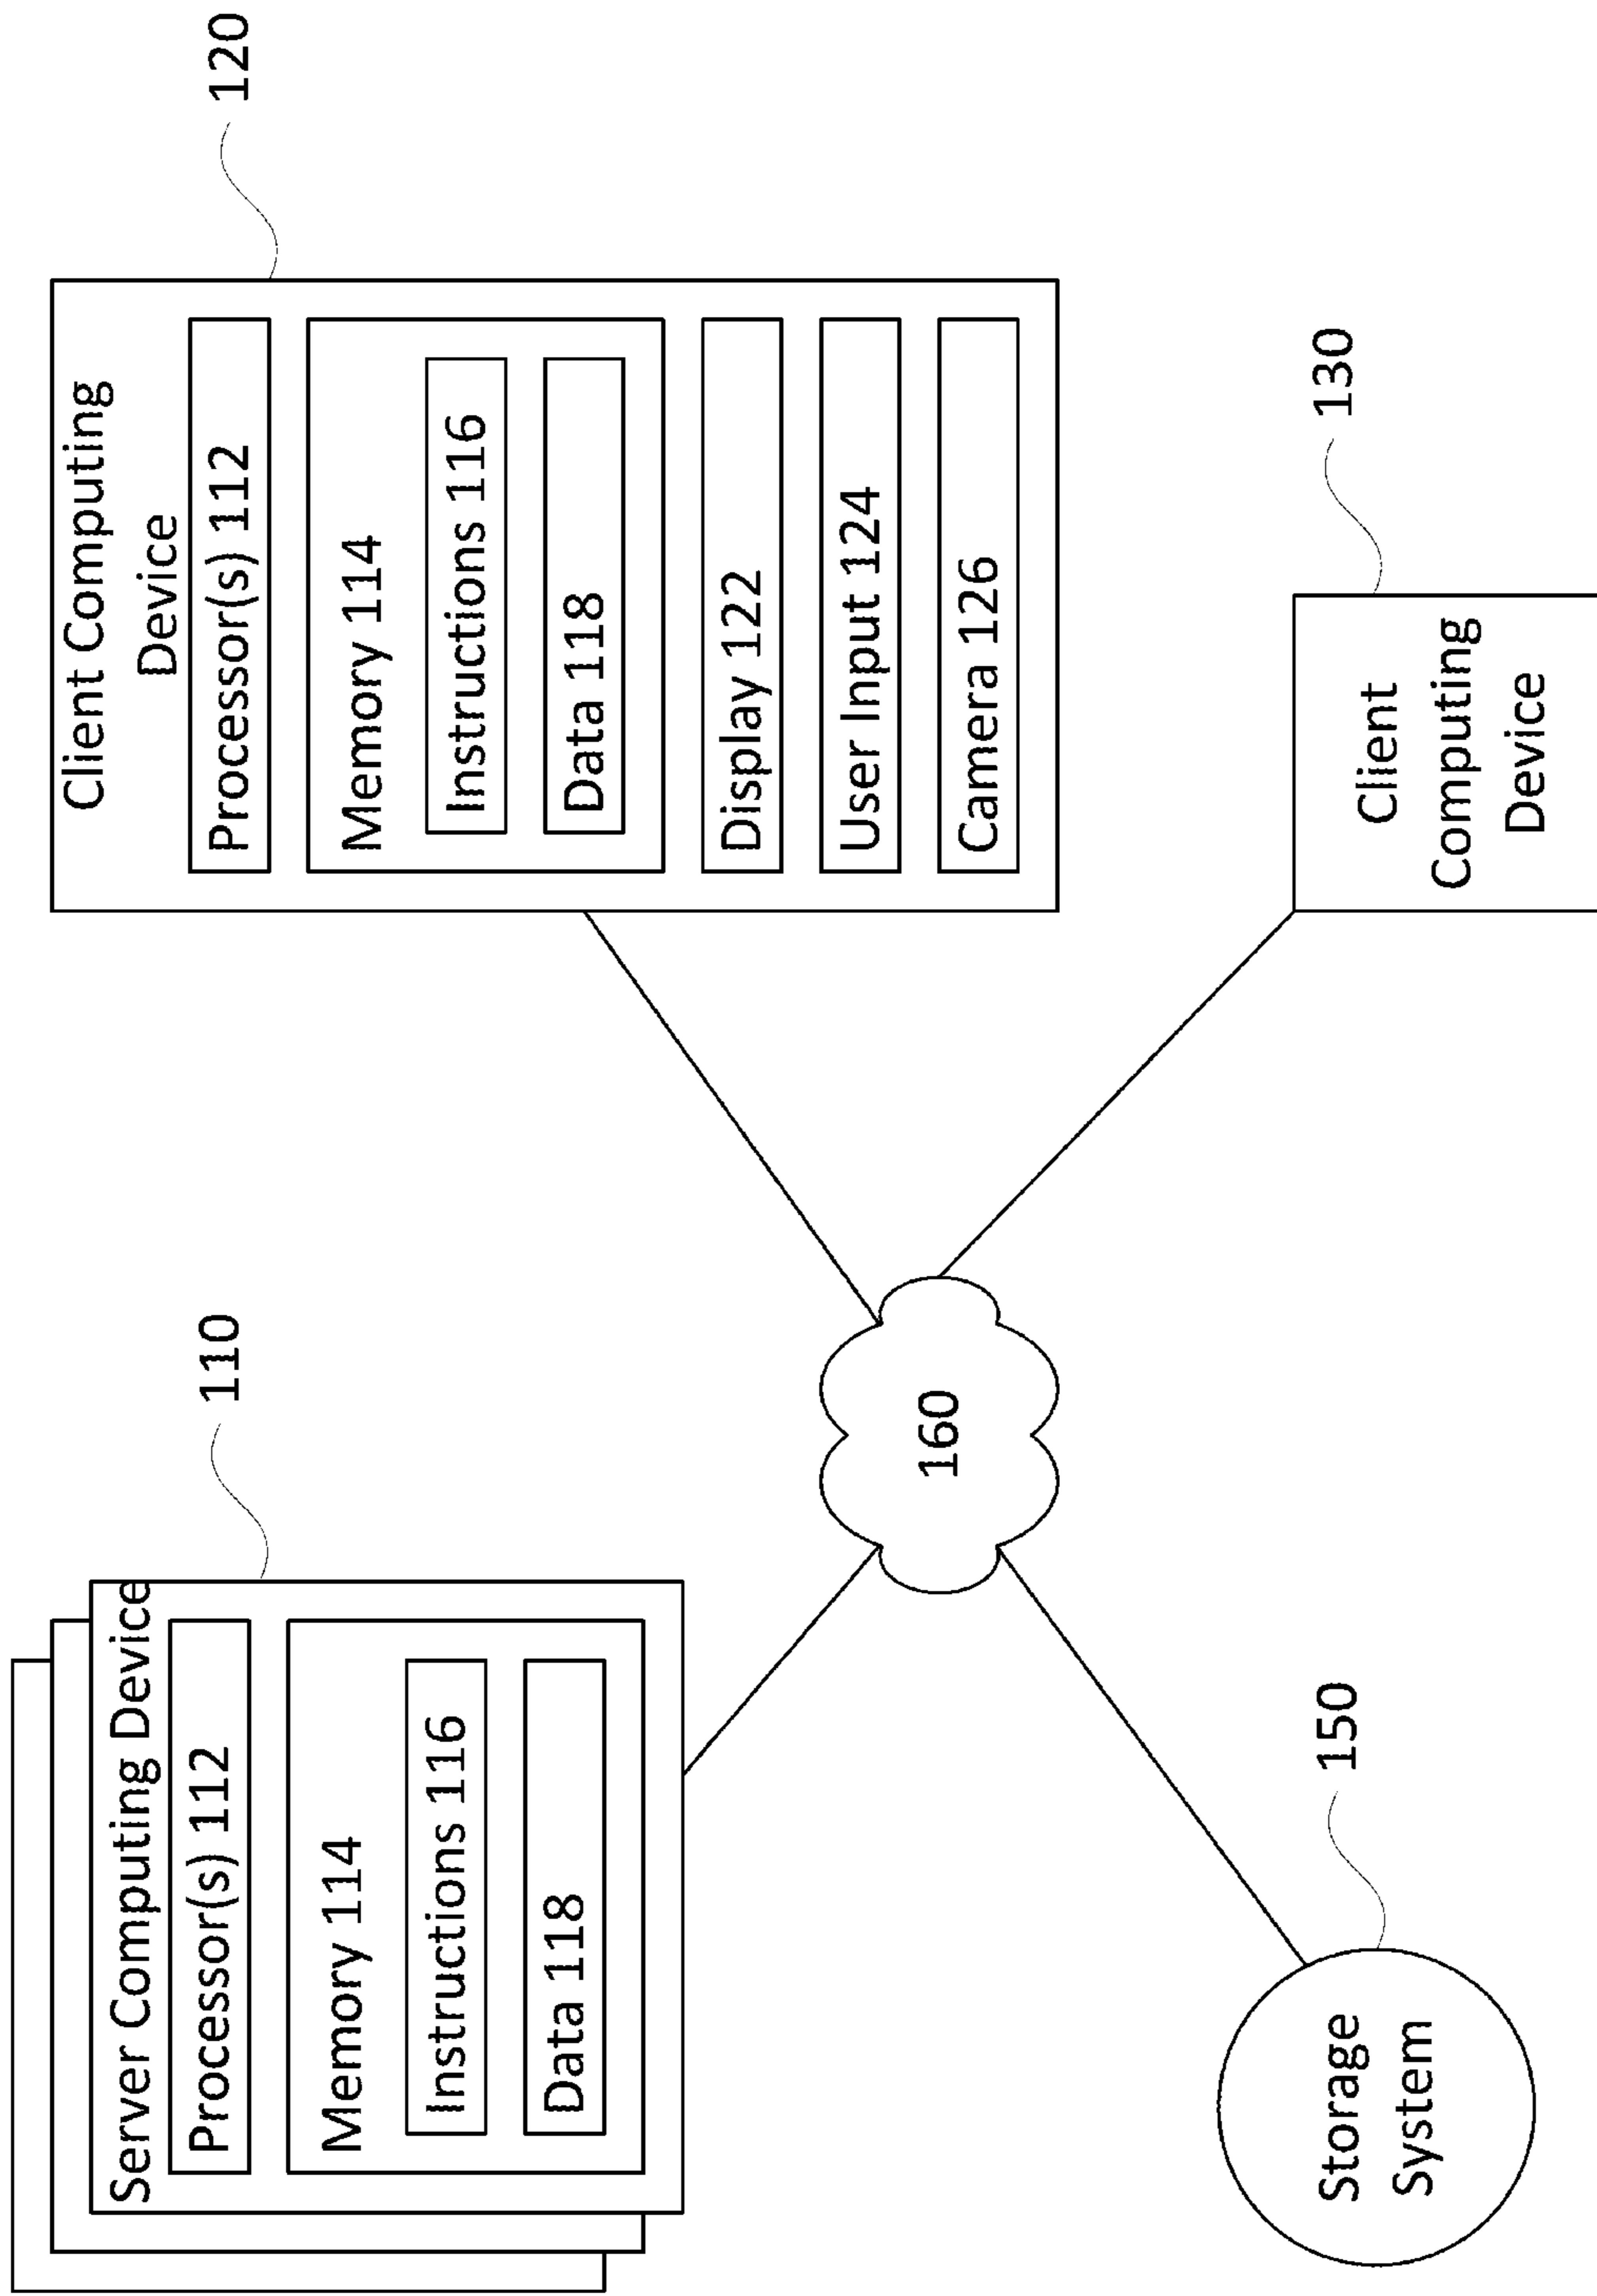 110
Server Computing Device
Processor(s) 112
Memory 114
Instructions 116
Data 118
120
Client Computing
Device
Processor(s) 112
Memory 114
Instructions 116
Data 118
Display 122
User Input 124
Camera 126
160
150
Storage
System
130
Client
Computing
Device